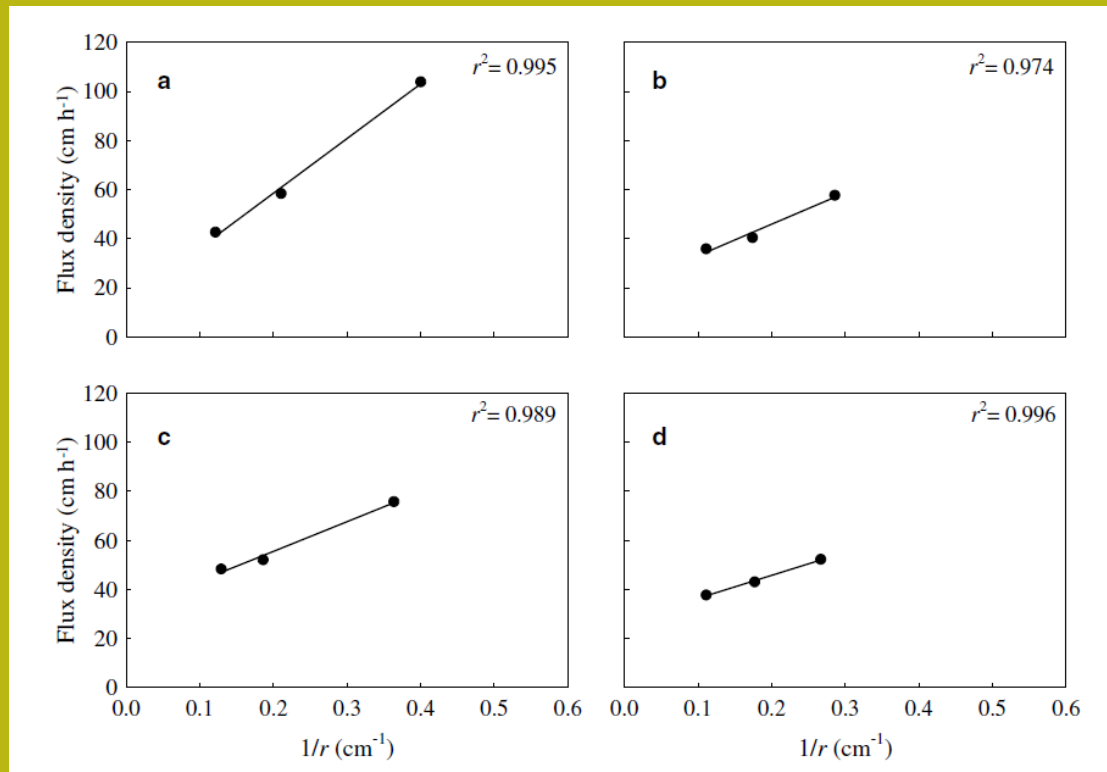 120
100
80
60
40
20
0
Flux density (cm h⁻¹)
a
r²= 0.995
b
r²= 0.974
120
100
80
60
40
20
0
Flux density (cm h⁻¹)
c
r²= 0.989
d
r²= 0.996
0.0 0.1 0.2 0.3 0.4 0.5 0.6
0.0 0.1 0.2 0.3 0.4 0.5 0.6
1/r (cm⁻¹)
1/r (cm⁻¹)